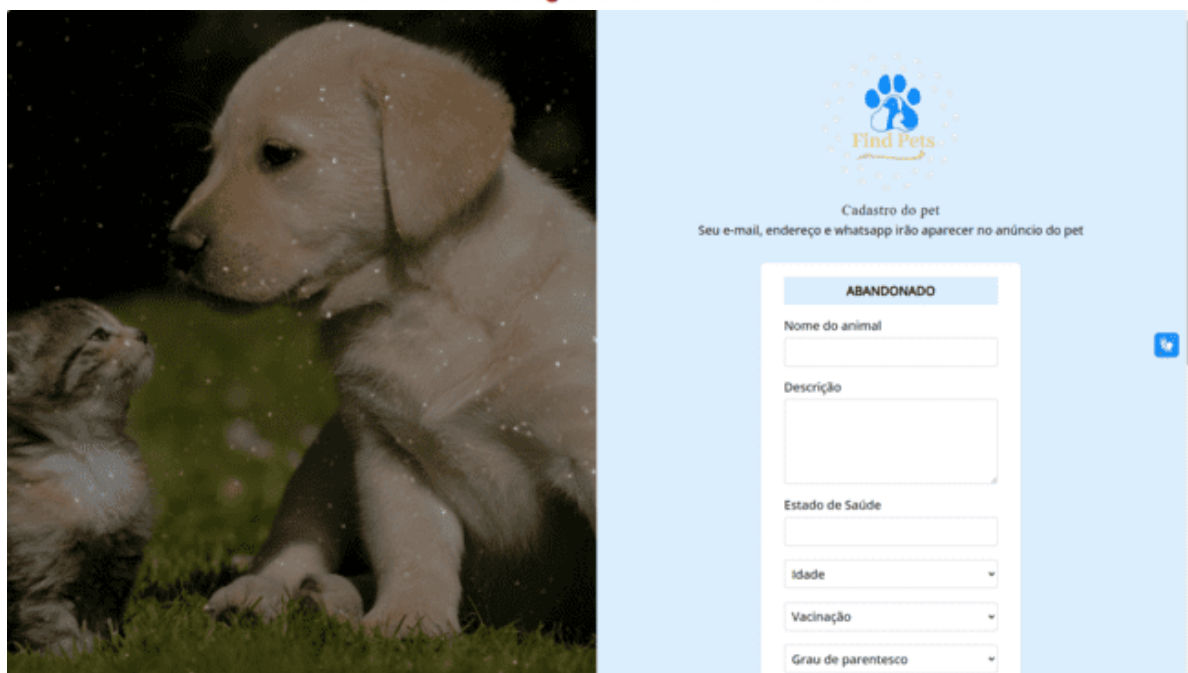 Find Pets
Cadastro do pet
Seu e-mail, endereço e whatsapp irão aparecer no anúncio do pet
ABANDONADO
Nome do animal
Descrição
Estado de Saúde
Idade
Vacinação
Grau de parentesco